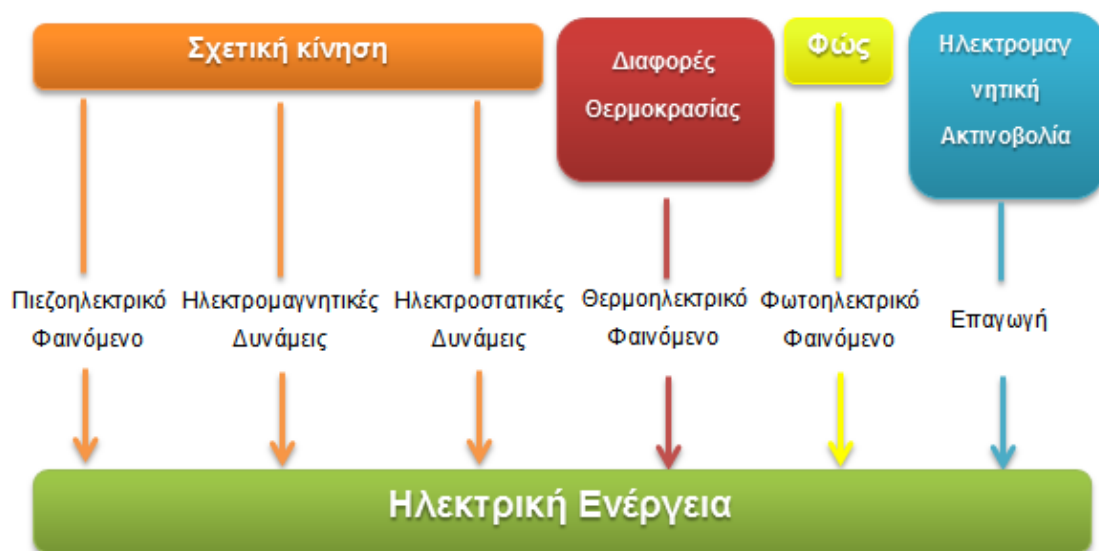 Σχετική κίνηση
Διαφορές
Θερμοκρασίας
Φώς
Ηλεκτρομαγ
νητική
Ακτινοβολία
Πιεζοηλεκτρικό
Φαινόμενο
Ηλεκτρομαγνητικές
Δυνάμεις
Ηλεκτροστατικές
Δυνάμεις
Θερμοηλεκτρικό
Φαινόμενο
Φωτοηλεκτρικό
Φαινόμενο
Επαγωγή
Ηλεκτρική Ενέργεια